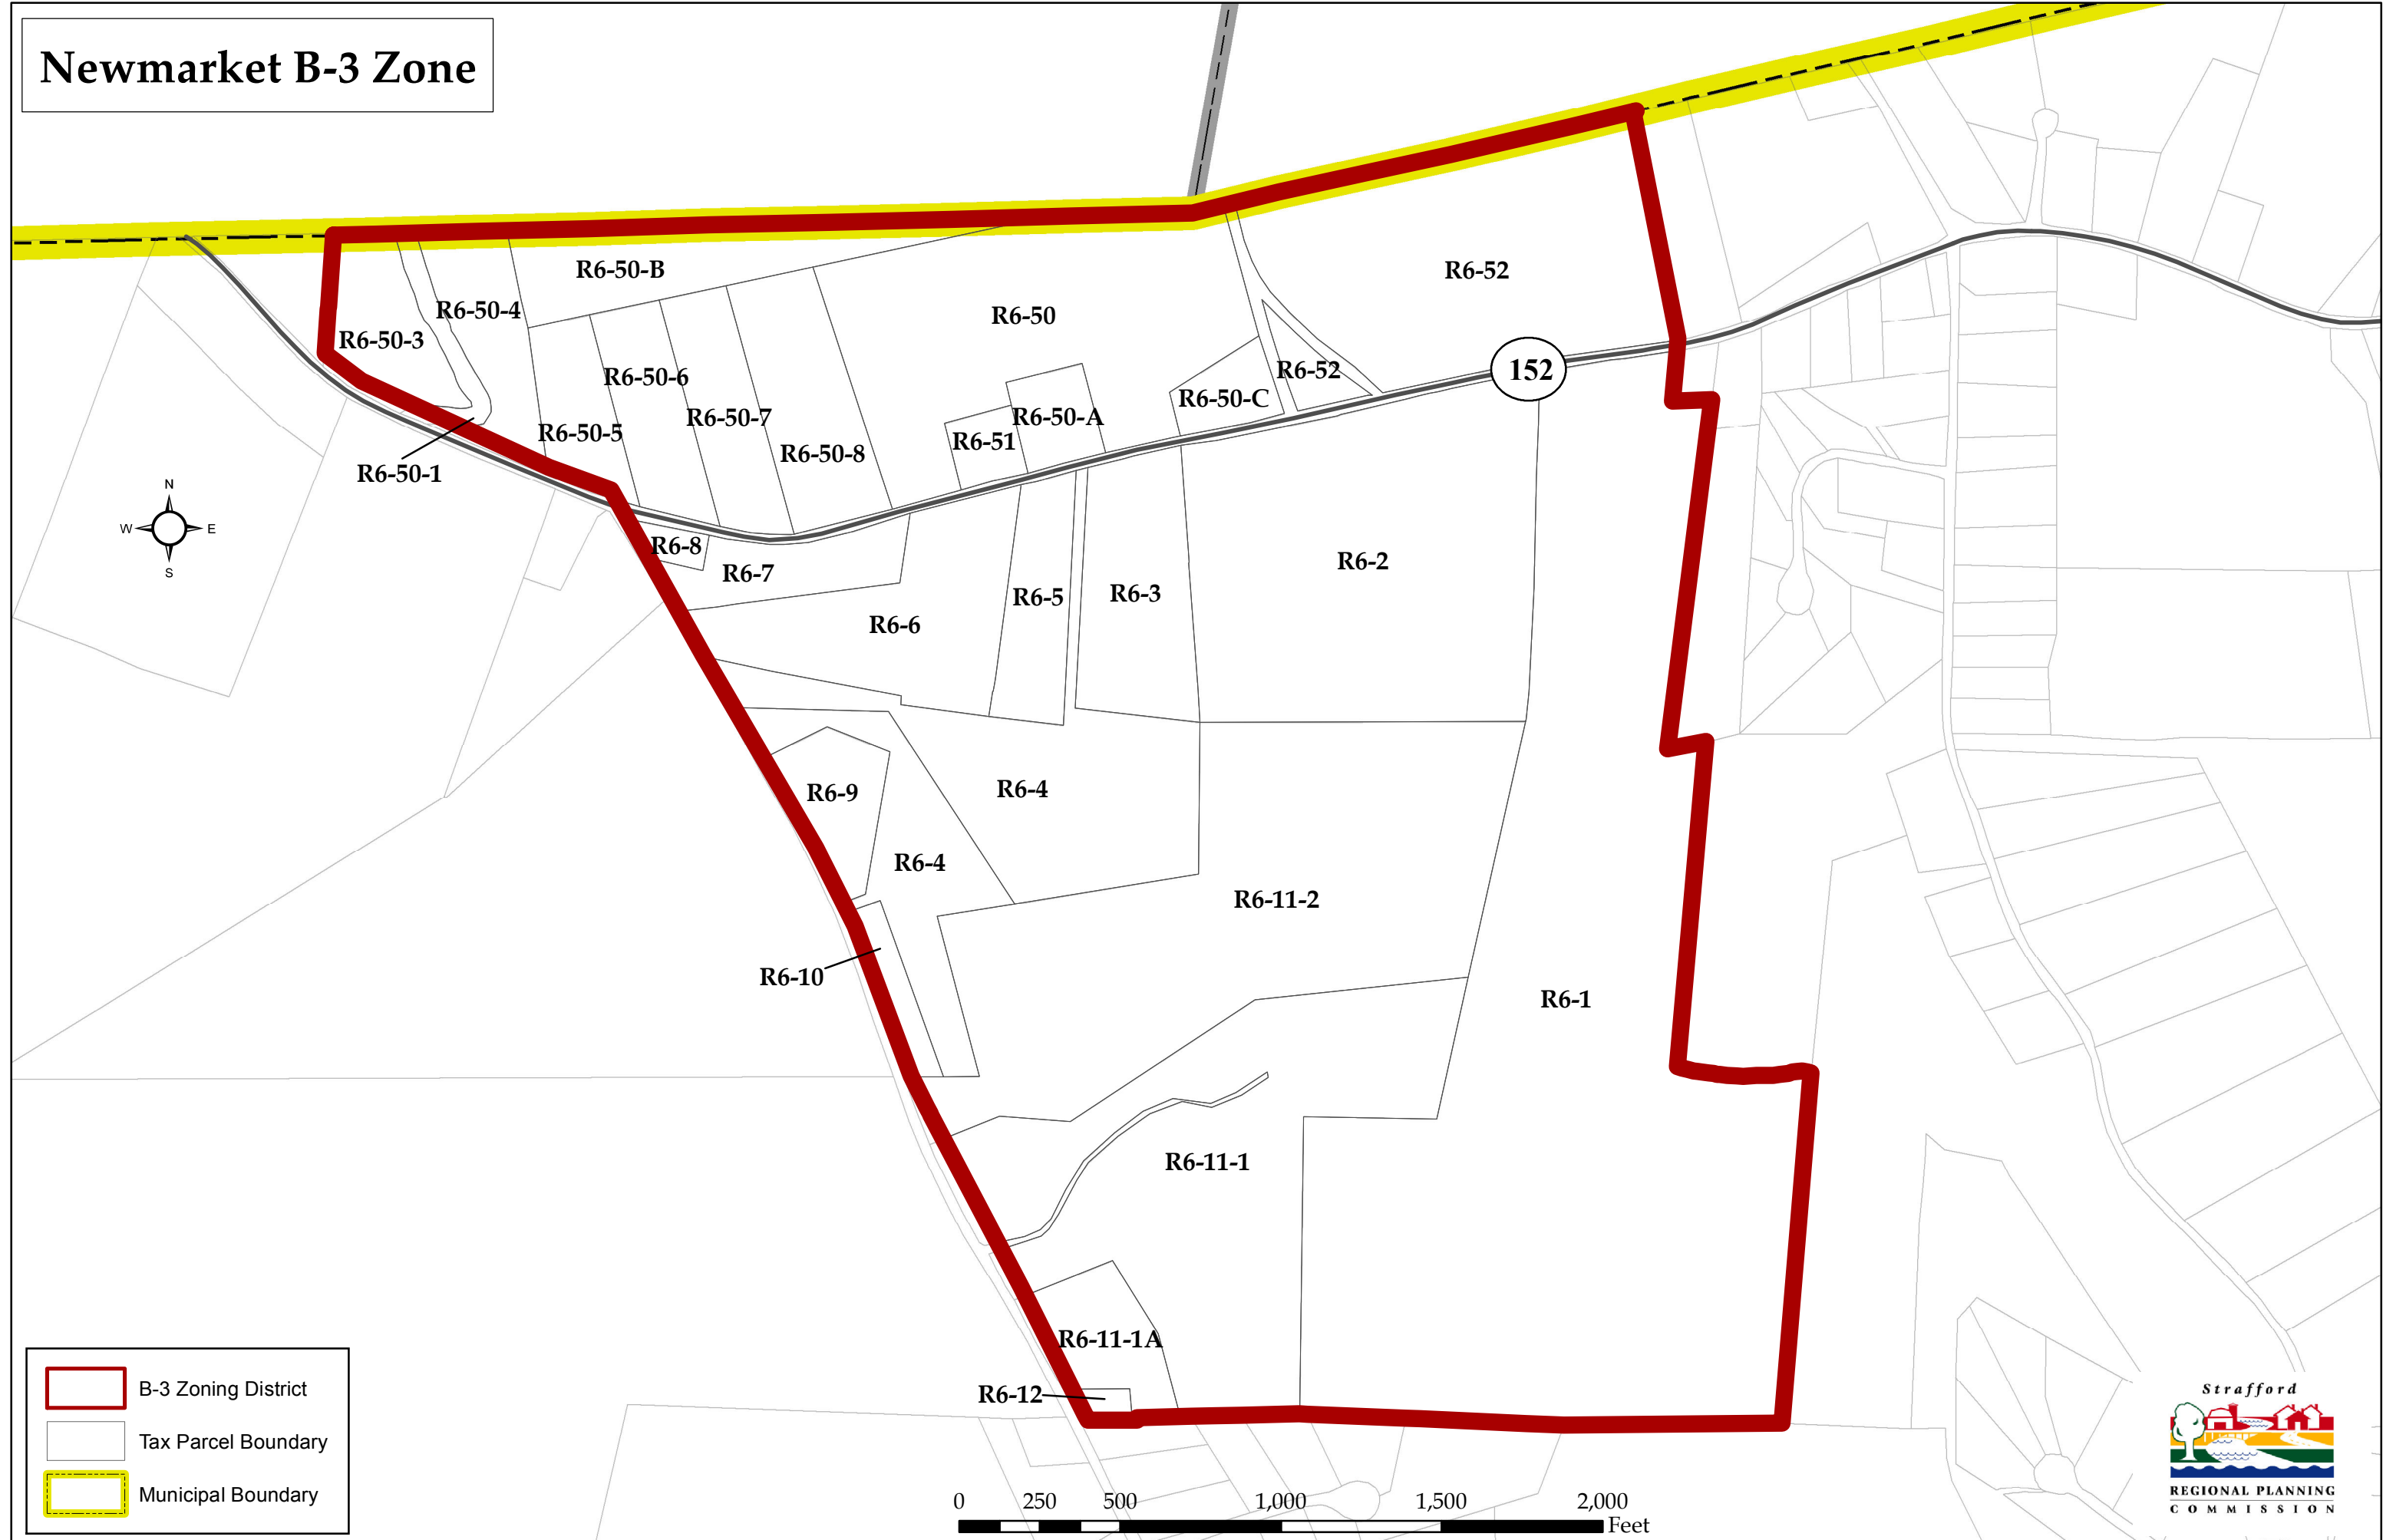 Newmarket B-3 Zone
R6-50-B
R6-52
R6-50-4
R6-50
R6-50-3
152
R6-52
R6-50-6
R6-50-C
R6-50-7
R6-50-A
R6-50-5
R6-51
R6-50-8
R6-50-1
N
W E
S
R6-8
R6-2
R6-7
R6-3
R6-5
R6-6
R6-9
R6-4
R6-4
R6-11-2
R6-10
R6-1
R6-11-1
R6-11-1A
R6-12
B-3 Zoning District
Tax Parcel Boundary
Municipal Boundary
0 250 500 1,000 1,500 2,000
Feet
Strafford
REGIONAL PLANNING
COMMISSION